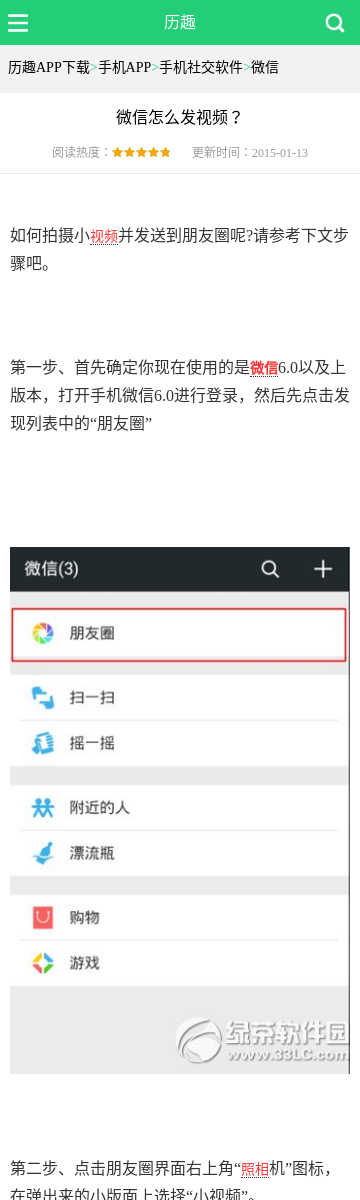 历趣
历趣APP下载>手机APP>手机社交软件>微信
微信怎么发视频？
阅读热度： 更新时间：2015-01-13
如何拍摄小视频并发送到朋友圈呢?请参考下文步
骤吧。
第一步、首先确定你现在使用的是微信6.0以及上
版本，打开手机微信6.0进行登录，然后先点击发
现列表中的“朋友圈”
微信(3)
朋友圈
扫一扫
摇一摇
附近的人
漂流瓶
购物
游戏
绿茶软件园
www.33LC.com
第二步、点击朋友圈界面右上角“照相机”图标，
在弹出来的小版面上选择“小视频”。